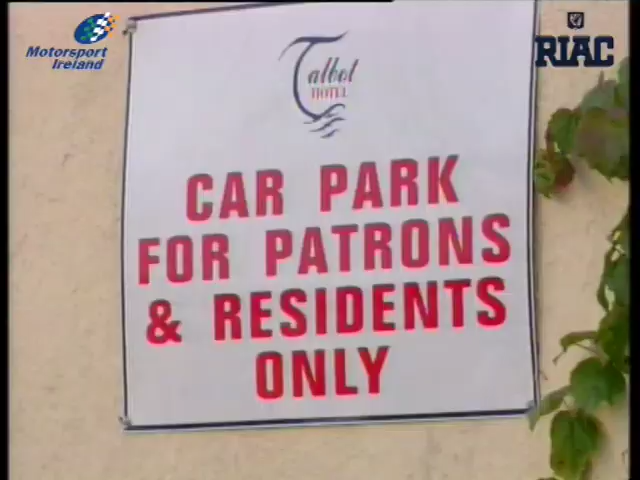 Motorsport
Ireland
RIAC
Talbot
HOTEL
CAR PARK
FOR PATRONS
& RESIDENTS
ONLY